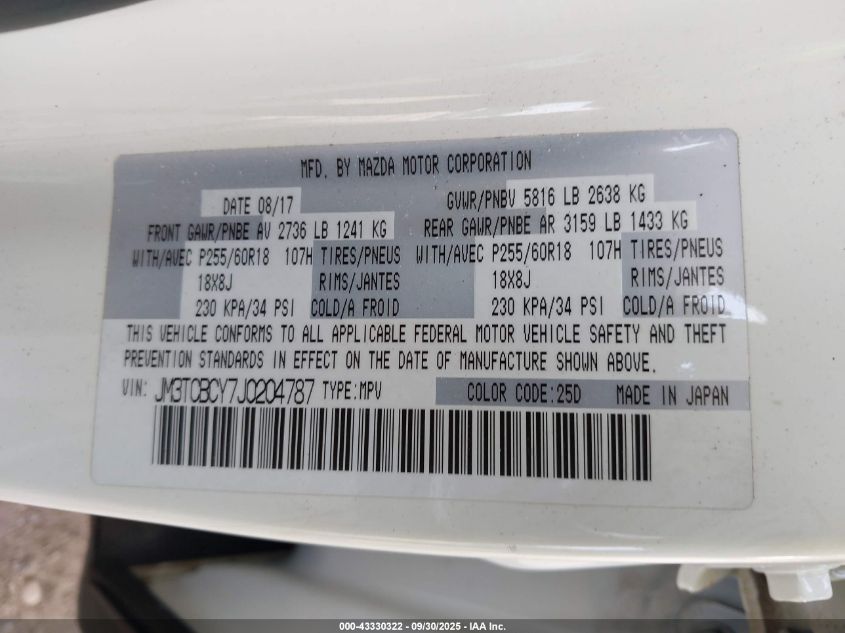 MFD. BY MAZDA MOTOR CORPORATION
DATE 08/17 GVWR/PNBV 5816 LB 2638 KG
FRONT GAWR/PNBE AV 2736 LB 1241 KG REAR GAWR/PNBE AR 3159 LB 1433 KG
WITH/AVEC P255/60R18 107H TIRES/PNEUS WITH/AVEC P255/60R18 107H TIRES/PNEUS
18X8J RIMS/JANTES 18X8J RIMS/JANTES
230 KPA/34 PSI COLD/A FROID 230 KPA/34 PSI COLD/A FROID
THIS VEHICLE CONFORMS TO ALL APPLICABLE FEDERAL MOTOR VEHICLE SAFETY AND THEFT
PREVENTION STANDARDS IN EFFECT ON THE DATE OF MANUFACTURE SHOWN ABOVE.
VIN: JM3TCBCY7J0204787 TYPE:MPV COLOR CODE:25D MADE IN JAPAN
000-43330322 - 09/30/2025 - IAA Inc.